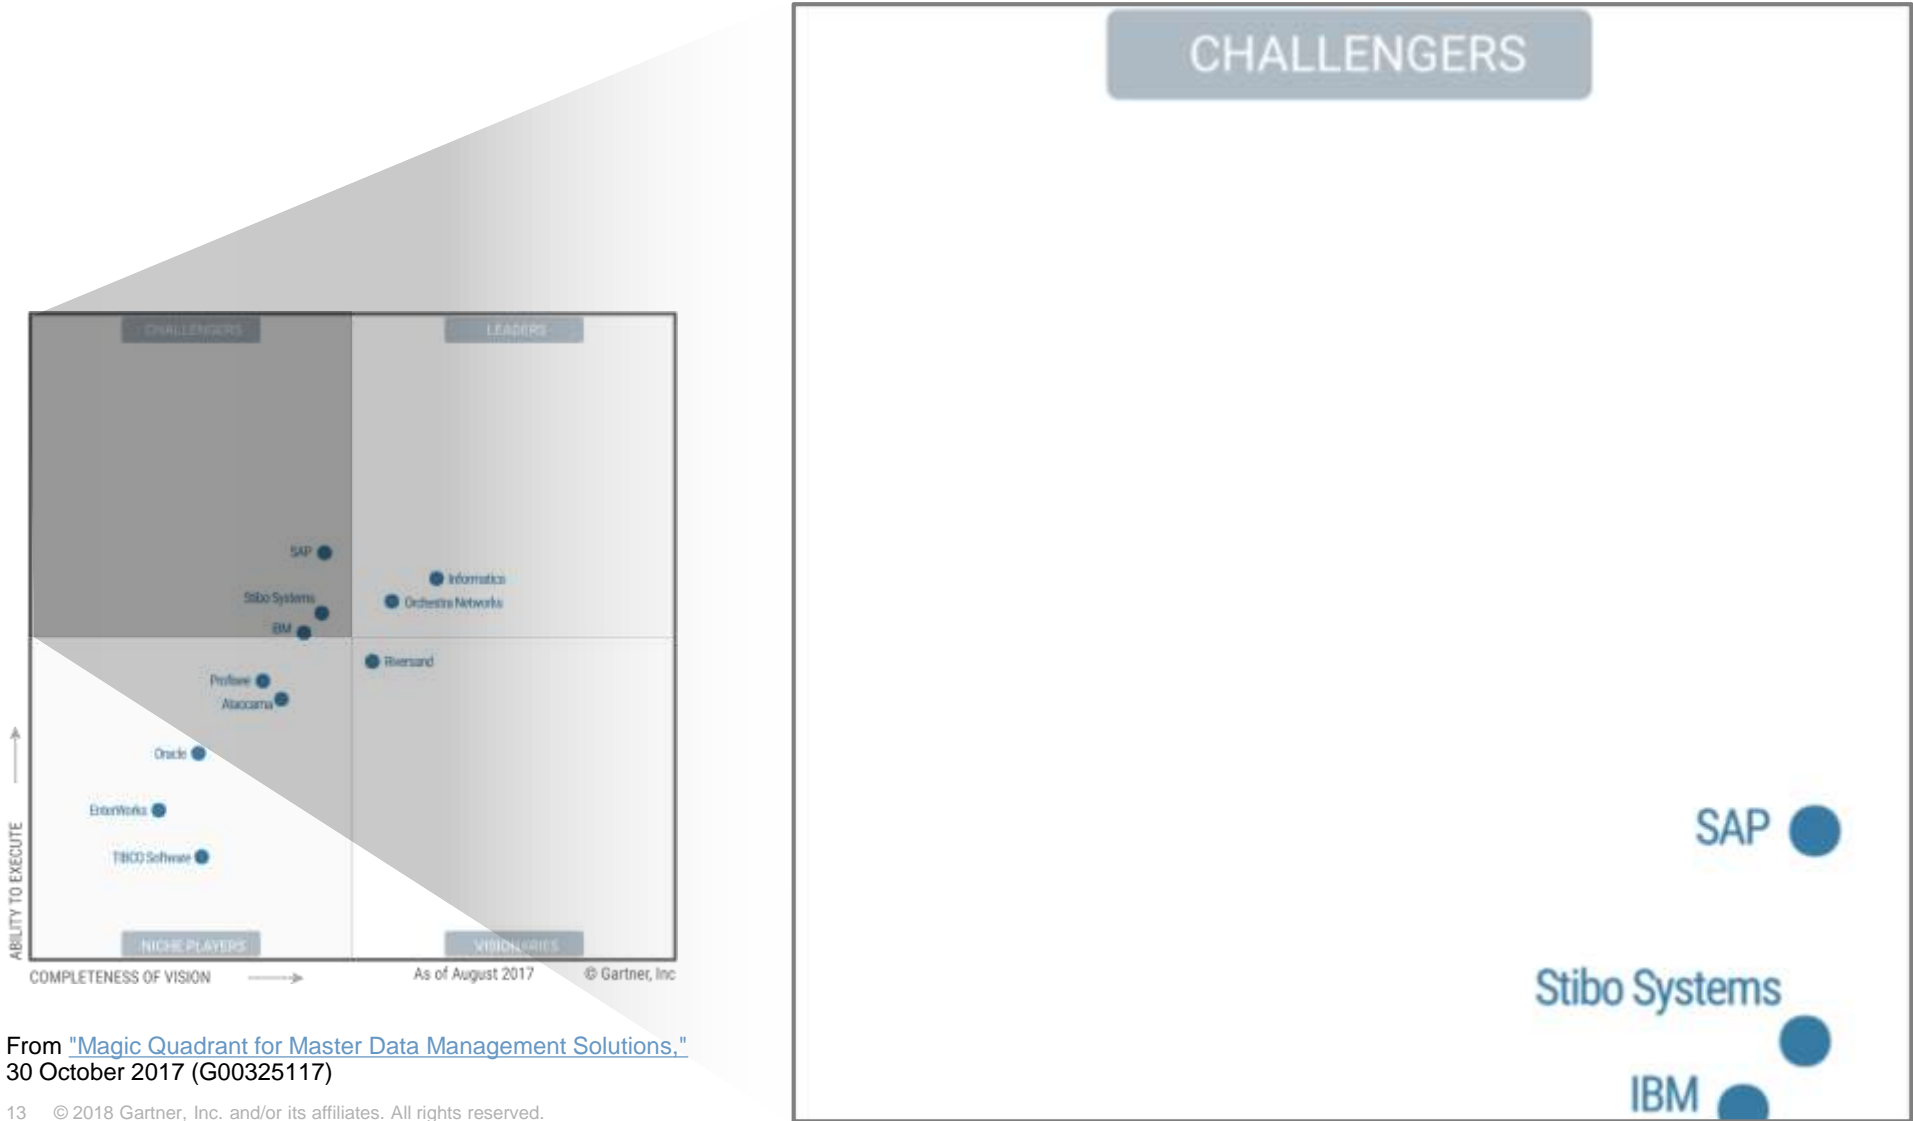 CHALLENGERS
SAP
Stibo Systems
IBM
CHALLENGERS
LEADERS
SAP
Informatica
Stibo Systems
Orchestra Networks
IBM
Riversand
Profisee
Ataccama
Oracle
EnterWorks
TIBCO Software
NICHE PLAYERS
VISIONARIES
ABILITY TO EXECUTE
COMPLETENESS OF VISION
As of August 2017
© Gartner, Inc
From "Magic Quadrant for Master Data Management Solutions,"
30 October 2017 (G00325117)
13 © 2018 Gartner, Inc. and/or its affiliates. All rights reserved.